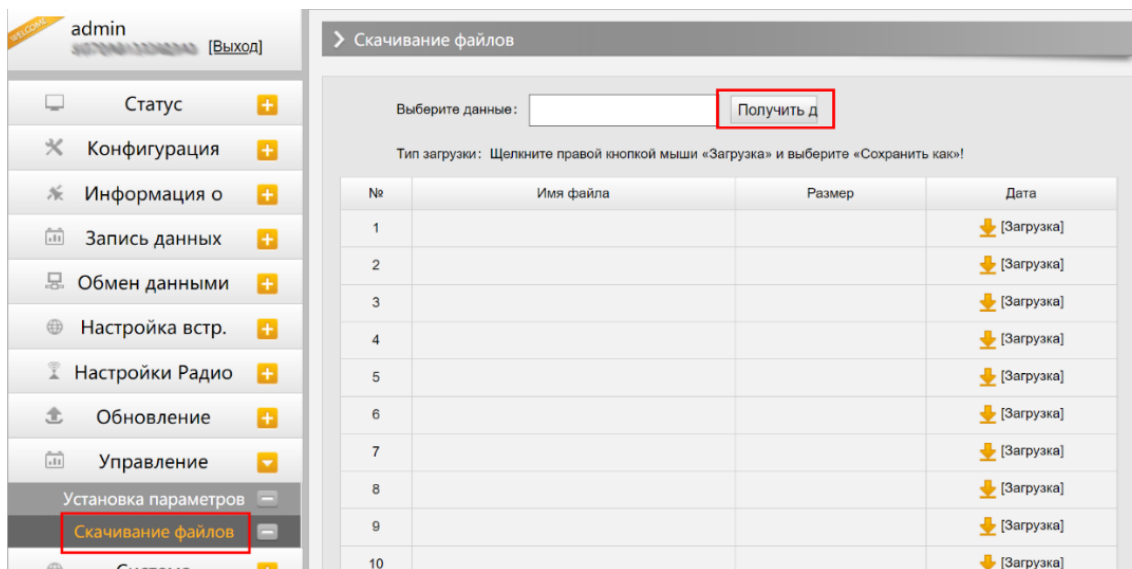 WELCOME
admin
[Выход]
Статус
Конфигурация
Информация о
Запись данных
Обмен данными
Настройка встр.
Настройки Радио
Обновление
Управление
Установка параметров
Скачивание файлов
Система
Скачивание файлов
Выберите данные:
Получить д
Тип загрузки: Щелкните правой кнопкой мыши «Загрузка» и выберите «Сохранить как»!
№ Имя файла Размер Дата
1 [Загрузка]
2 [Загрузка]
3 [Загрузка]
4 [Загрузка]
5 [Загрузка]
6 [Загрузка]
7 [Загрузка]
8 [Загрузка]
9 [Загрузка]
10 [Загрузка]